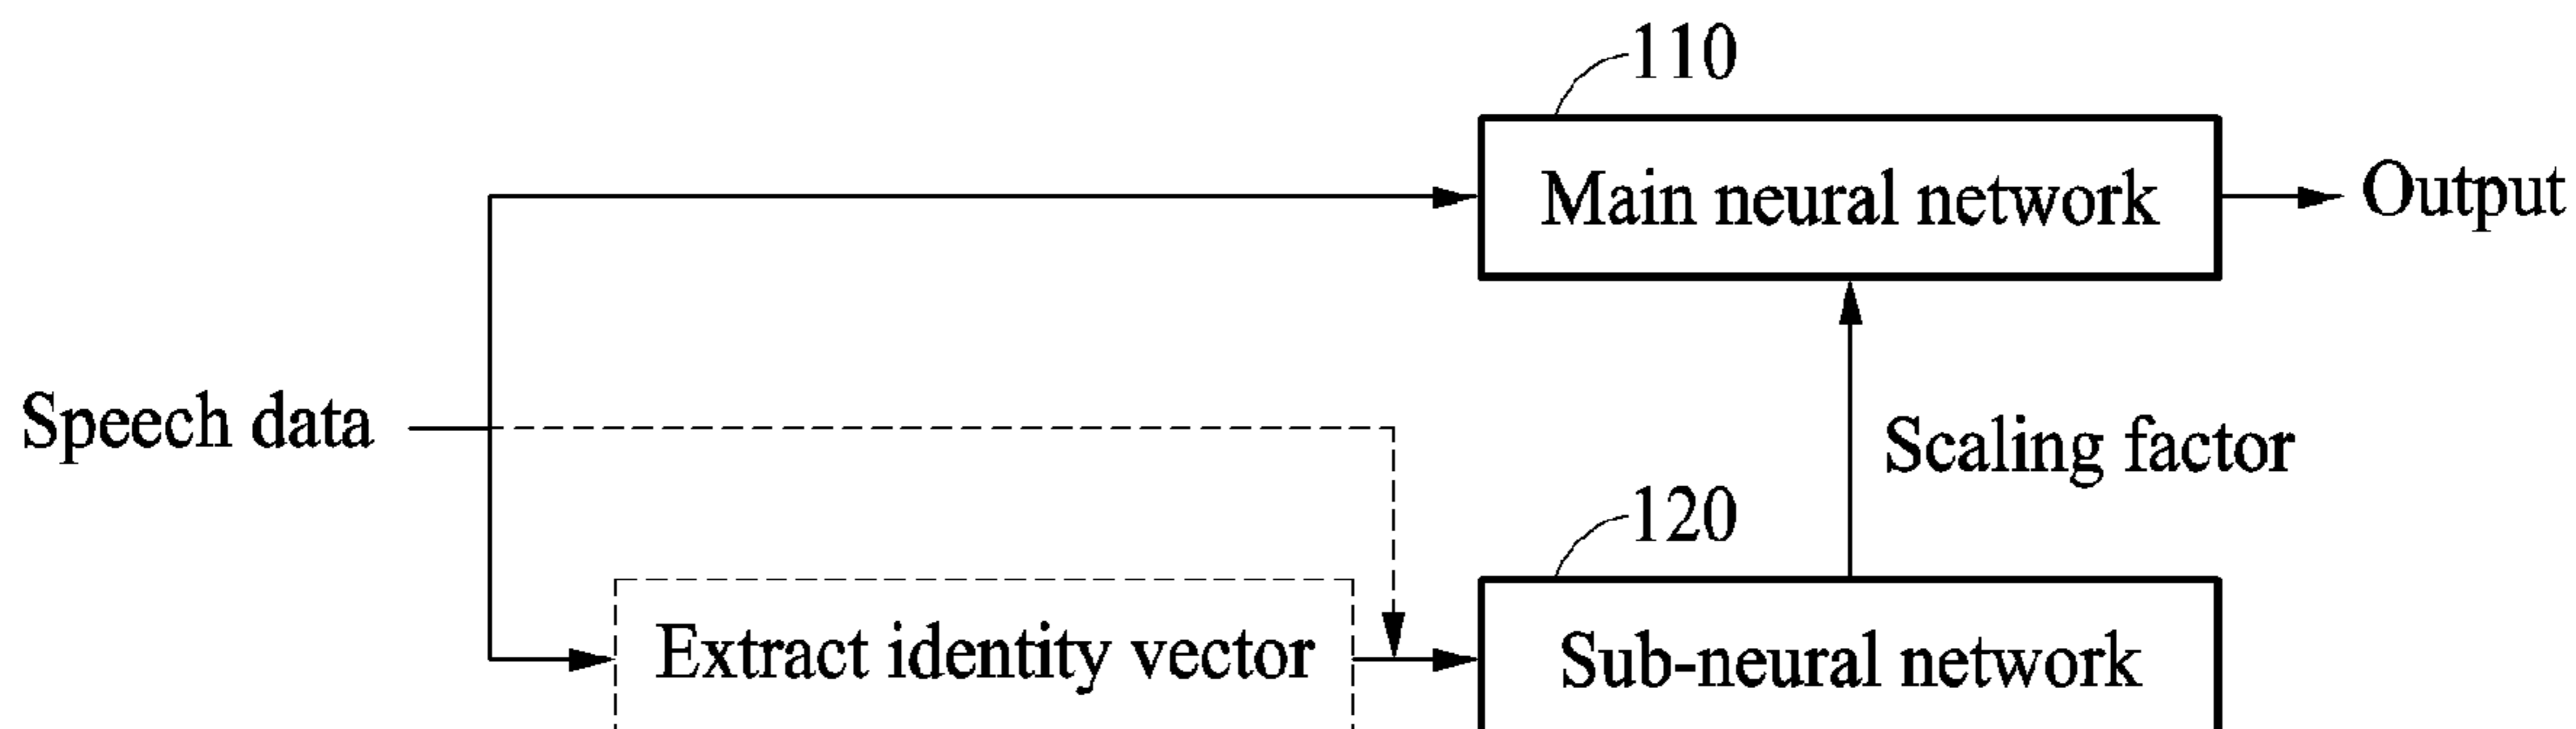 110
Main neural network
Output
Speech data
Scaling factor
120
Extract identity vector
Sub-neural network